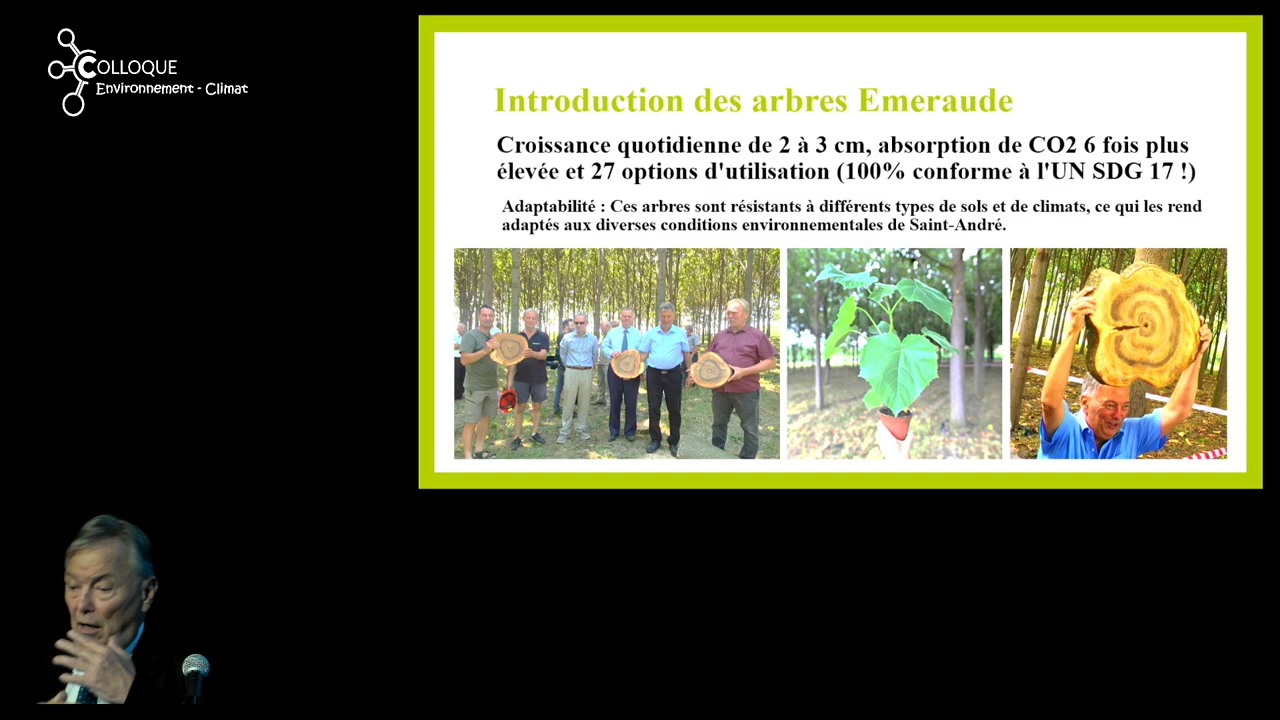 COLLOQUE
Environnement - Climat
Introduction des arbres Emeraude
Croissance quotidienne de 2 à 3 cm, absorption de CO2 6 fois plus
élevée et 27 options d'utilisation (100% conforme à l'UN SDG 17 !)
Adaptabilité : Ces arbres sont résistants à différents types de sols et de climats, ce qui les rend
adaptés aux diverses conditions environnementales de Saint-André.